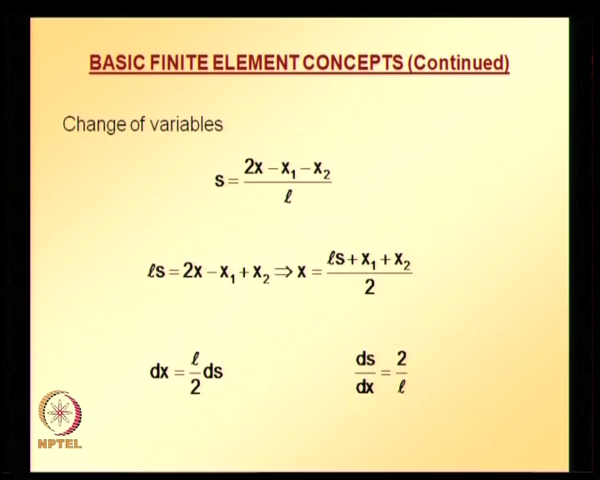 BASIC FINITE ELEMENT CONCEPTS (Continued)
Change of variables
s = (2x − x₁ − x₂) / ℓ
ℓs = 2x − x₁ + x₂ ⇒ x = (ℓs + x₁ + x₂) / 2
dx = ℓ/2 ds    ds/dx = 2/ℓ
NPTEL